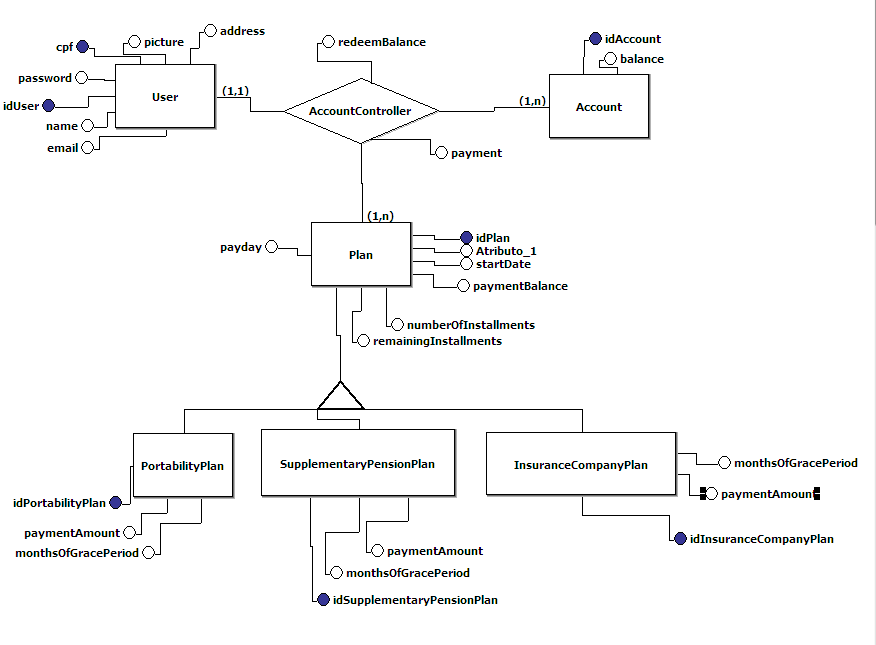 address
cpf
picture
redeemBalance
idAccount
balance
password
User
(1,1)
AccountController
(1,n)
Account
idUser
name
email
payment
(1,n)
payday
Plan
idPlan
Atributo_1
startDate
paymentBalance
numberOfInstallments
remainingInstallments
PortabilityPlan
SupplementaryPensionPlan
InsuranceCompanyPlan
monthsOfGracePeriod
paymentAmount
idPortabilityPlan
paymentAmount
monthsOfGracePeriod
paymentAmount
monthsOfGracePeriod
idSupplementaryPensionPlan
idInsuranceCompanyPlan